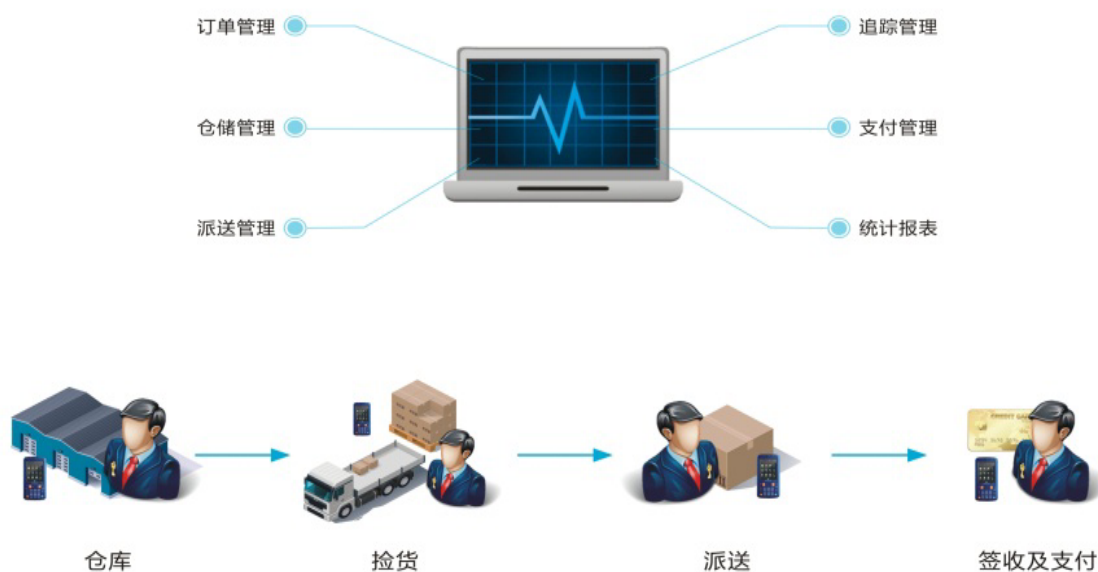 订单管理
追踪管理
仓储管理
支付管理
派送管理
统计报表
仓库
捡货
派送
签收及支付